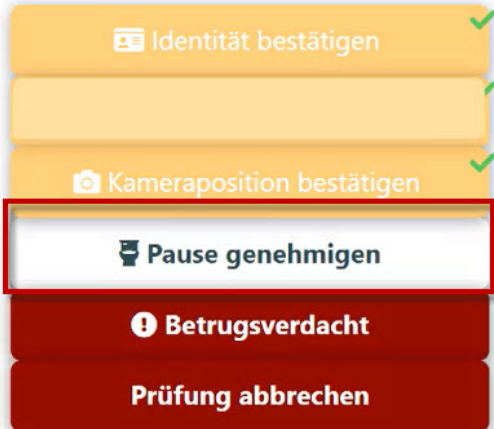 Identität bestätigen
Kameraposition bestätigen
Pause genehmigen
Betrugsverdacht
Prüfung abbrechen